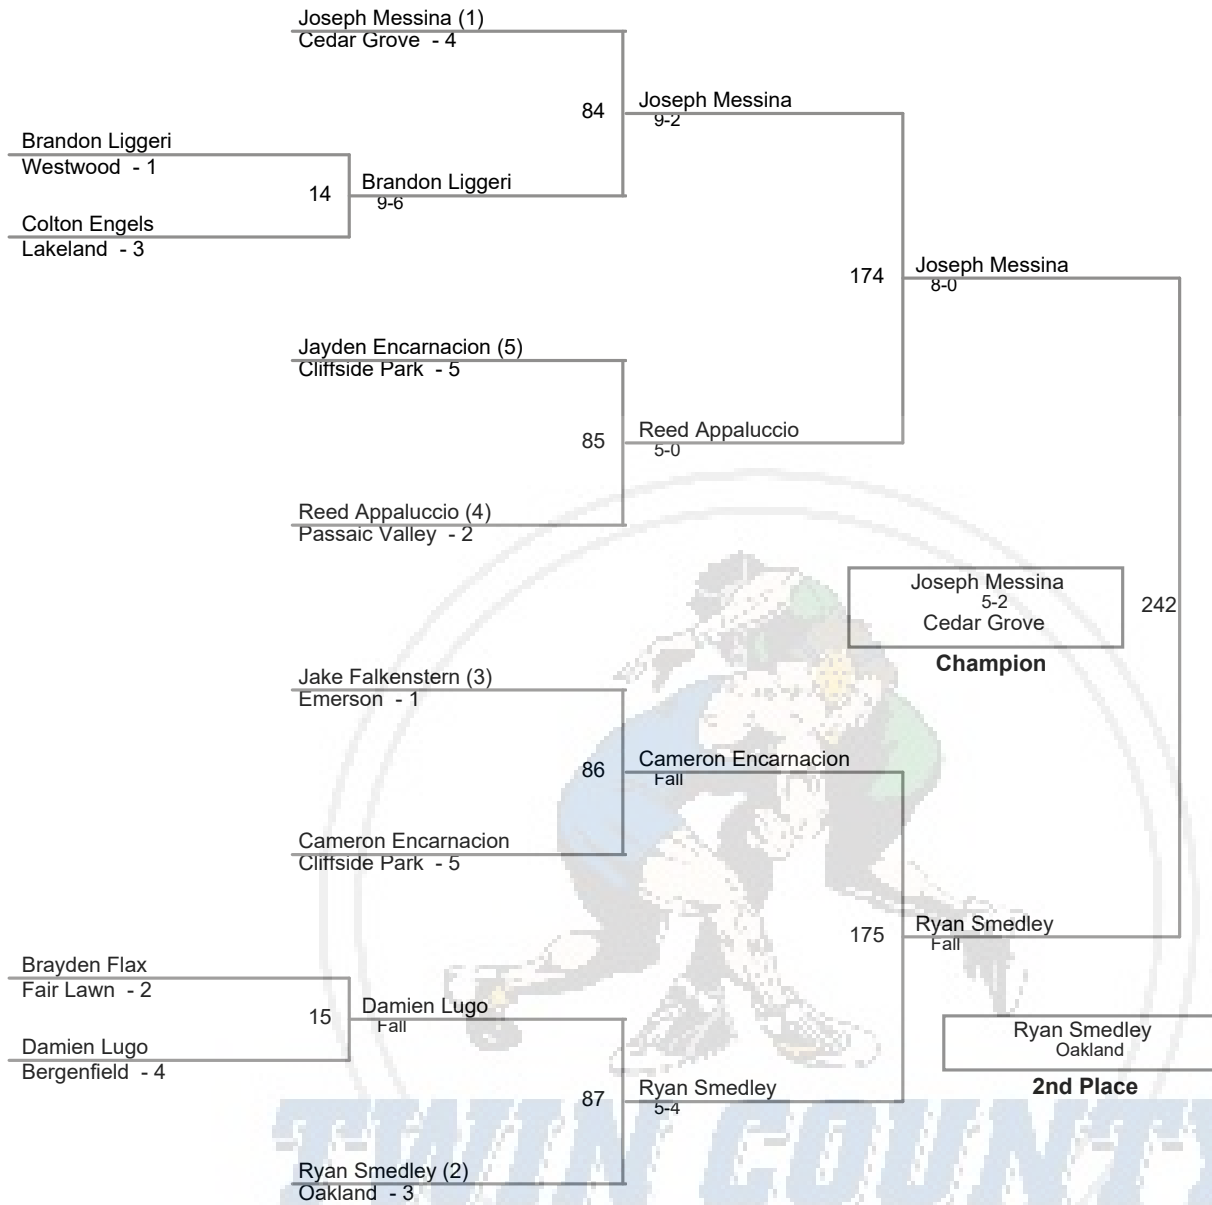 Joseph Messina (1)
Cedar Grove - 4
84
Joseph Messina
9-2
Brandon Liggeri
Westwood - 1
14
Brandon Liggeri
9-6
Colton Engels
Lakeland - 3
174
Joseph Messina
8-0
Jayden Encarnacion (5)
Cliffside Park - 5
85
Reed Appaluccio
5-0
Reed Appaluccio (4)
Passaic Valley - 2
Joseph Messina
5-2
Cedar Grove
242
Champion
Jake Falkenstern (3)
Emerson - 1
86
Cameron Encarnacion
Fall
Cameron Encarnacion
Cliffside Park - 5
175
Ryan Smedley
Fall
Brayden Flax
Fair Lawn - 2
15
Damien Lugo
Fall
Damien Lugo
Bergenfield - 4
Ryan Smedley
Oakland
2nd Place
87
Ryan Smedley
5-4
Ryan Smedley (2)
Oakland - 3
TWIN COUNTY